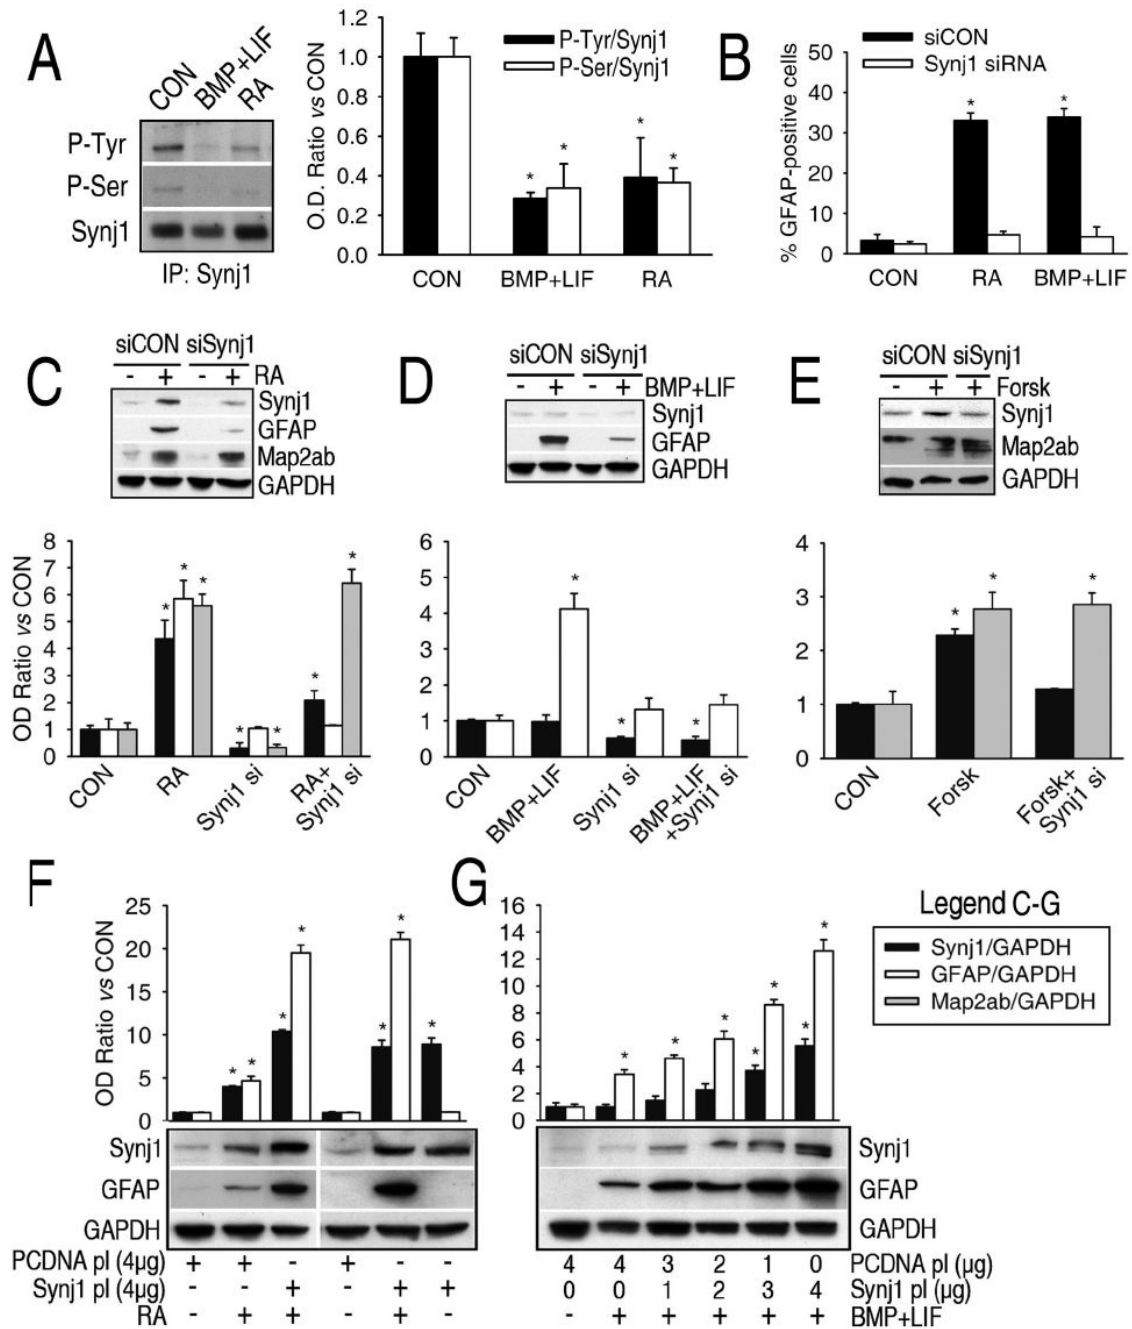 A
CON
BMP+LIF
RA
P-Tyr
P-Ser
Synj1
IP: Synj1
O.D. Ratio vs CON
1.2
1.0
0.8
0.6
0.4
0.2
0.0
P-Tyr/Synj1
P-Ser/Synj1
* * * *
CON BMP+LIF RA
B
% GFAP-positive cells
50
40
30
20
10
0
siCON
Synj1 siRNA
* *
CON RA BMP+LIF
C
siCON siSynj1
- + - + RA
Synj1
GFAP
Map2ab
GAPDH
OD Ratio vs CON
8
7
6
5
4
3
2
1
0
* * * * * * *
CON
RA
Synj1 si
RA+
Synj1 si
D
siCON siSynj1
- + - + BMP+LIF
Synj1
GFAP
GAPDH
6
5
4
3
2
1
0
* * *
CON
BMP+LIF
Synj1 si
BMP+LIF
+Synj1 si
E
siCON siSynj1
- + + Forsk
Synj1
Map2ab
GAPDH
4
3
2
1
0
* * *
CON
Forsk
Forsk+
Synj1 si
F
OD Ratio vs CON
25
20
15
10
5
0
* * * * * * *
Synj1
GFAP
GAPDH
PCDNA pl (4μg) + + - + - -
Synj1 pl (4μg) - - + - + +
RA - + + - + -
G
16
14
12
10
8
6
4
2
0
* * * * * * *
Synj1
GFAP
GAPDH
4 4 3 2 1 0 PCDNA pl (μg)
0 0 1 2 3 4 Synj1 pl (μg)
- + + + + + BMP+LIF
Legend C-G
Synj1/GAPDH
GFAP/GAPDH
Map2ab/GAPDH